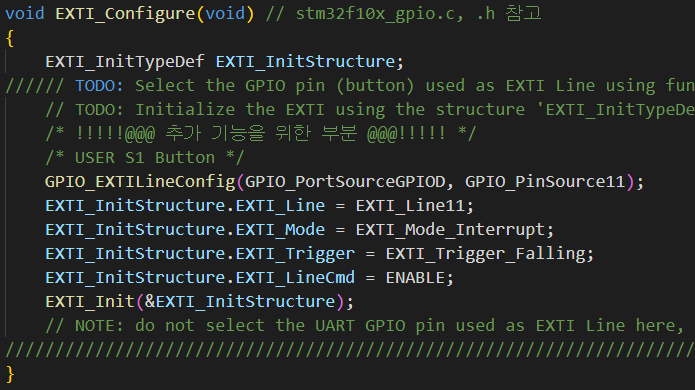 void EXTI_Configure(void) // stm32f10x_gpio.c, .h 참고
{
EXTI_InitTypeDef EXTI_InitStructure;
////// TODO: Select the GPIO pin (button) used as EXTI Line using fun
// TODO: Initialize the EXTI using the structure 'EXTI_InitTypeDe
/* !!!!!@@@ 추가 기능을 위한 부분 @@@!!!!! */
/* USER S1 Button */
GPIO_EXTILineConfig(GPIO_PortSourceGPIOD, GPIO_PinSource11);
EXTI_InitStructure.EXTI_Line = EXTI_Line11;
EXTI_InitStructure.EXTI_Mode = EXTI_Mode_Interrupt;
EXTI_InitStructure.EXTI_Trigger = EXTI_Trigger_Falling;
EXTI_InitStructure.EXTI_LineCmd = ENABLE;
EXTI_Init(&EXTI_InitStructure);
// NOTE: do not select the UART GPIO pin used as EXTI Line here,
/////////////////////////////////////////////////////////////////////
}